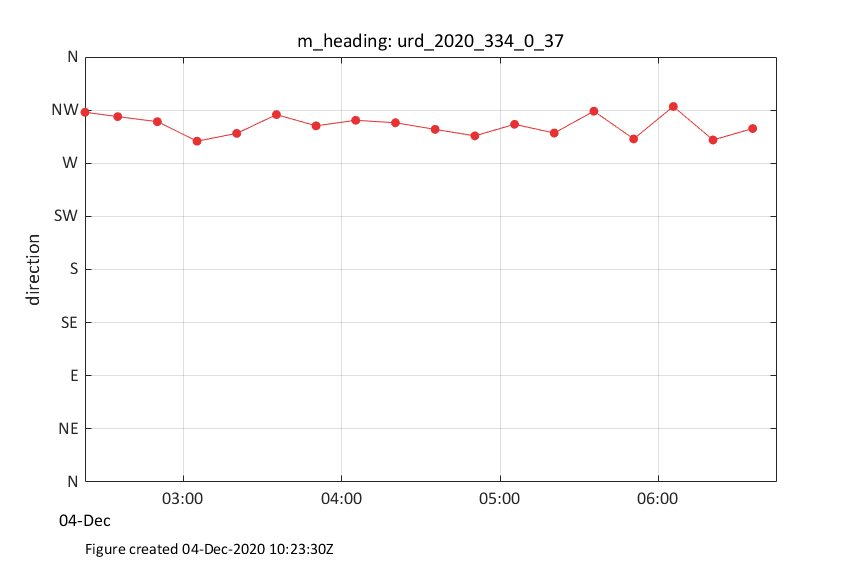 m_heading: urd_2020_334_0_37
N
NW
W
SW
S
SE
E
NE
N
direction
03:00 04:00 05:00 06:00
04-Dec
Figure created 04-Dec-2020 10:23:30Z